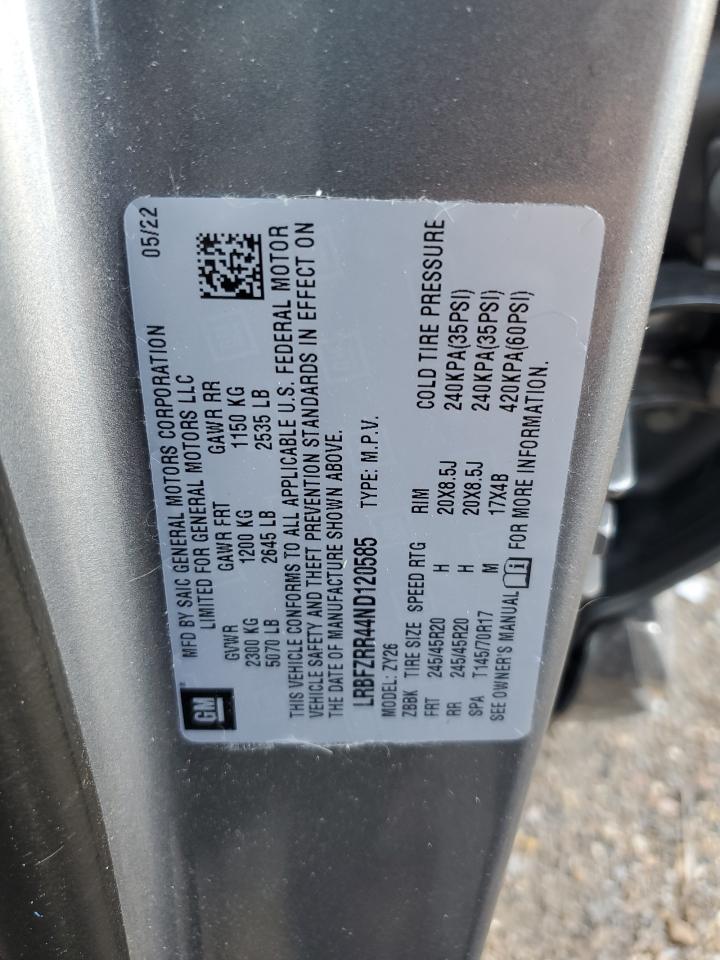 MFD BY SAIC GENERAL MOTORS CORPORATION 05/22
LIMITED FOR GENERAL MOTORS LLC
GVWR GAWR FRT GAWR RR
2300 KG 1200 KG 1150 KG
5070 LB 2645 LB 2535 LB
GM
THIS VEHICLE CONFORMS TO ALL APPLICABLE U.S. FEDERAL MOTOR
VEHICLE SAFETY AND THEFT PREVENTION STANDARDS IN EFFECT ON
THE DATE OF MANUFACTURE SHOWN ABOVE.
LRBFZRR44ND120585 TYPE: M.P.V.
MODEL: ZY26
ZBBK TIRE SIZE SPEED RTG RIM COLD TIRE PRESSURE
FRT 245/45R20 H 20X8.5J 240KPA(35PSI)
RR 245/45R20 H 20X8.5J 240KPA(35PSI)
SPA T145/70R17 M 17X4B 420KPA(60PSI)
SEE OWNER'S MANUAL FOR MORE INFORMATION.